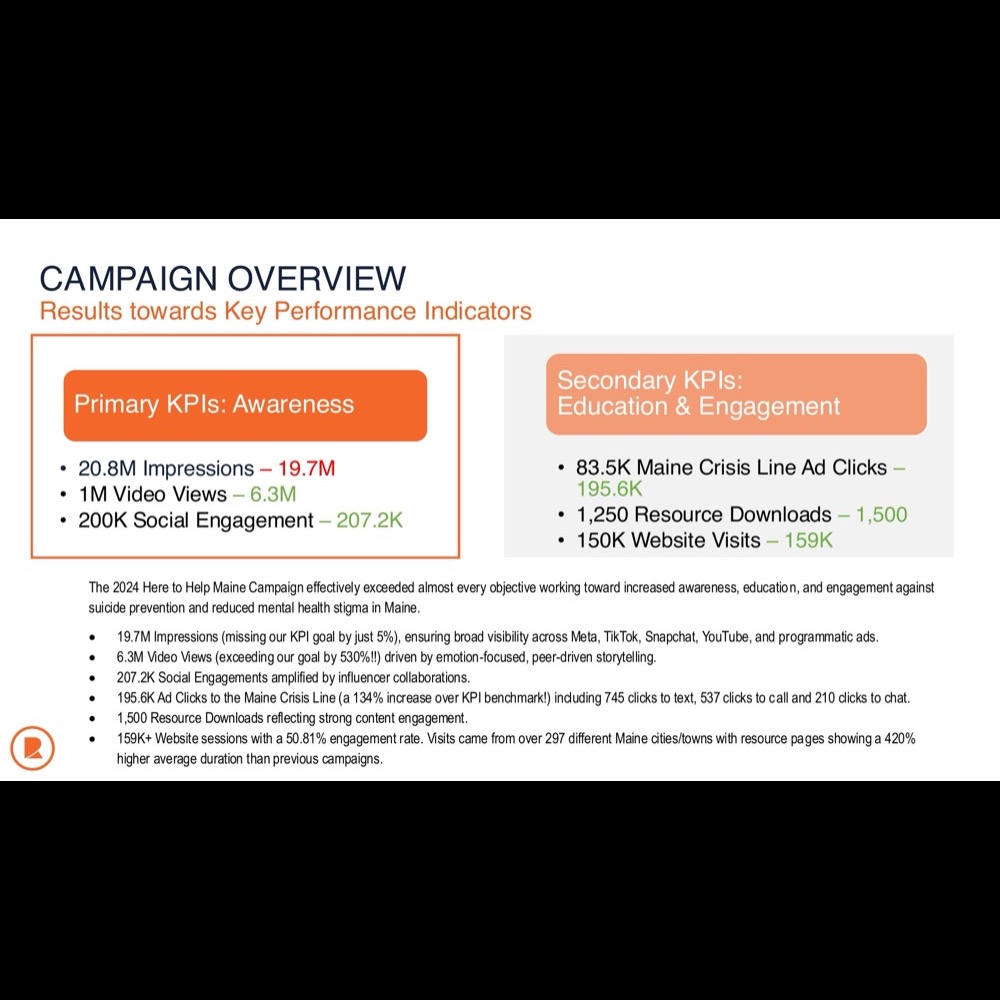 CAMPAIGN OVERVIEW
Results towards Key Performance Indicators
Primary KPIs: Awareness
• 20.8M Impressions – 19.7M
• 1M Video Views – 6.3M
• 200K Social Engagement – 207.2K
Secondary KPIs:
Education & Engagement
• 83.5K Maine Crisis Line Ad Clicks –
195.6K
• 1,250 Resource Downloads – 1,500
• 150K Website Visits – 159K
The 2024 Here to Help Maine Campaign effectively exceeded almost every objective working toward increased awareness, education, and engagement against
suicide prevention and reduced mental health stigma in Maine.
• 19.7M Impressions (missing our KPI goal by just 5%), ensuring broad visibility across Meta, TikTok, Snapchat, YouTube, and programmatic ads.
• 6.3M Video Views (exceeding our goal by 530%!!) driven by emotion-focused, peer-driven storytelling.
• 207.2K Social Engagements amplified by influencer collaborations.
• 195.6K Ad Clicks to the Maine Crisis Line (a 134% increase over KPI benchmark!) including 745 clicks to text, 537 clicks to call and 210 clicks to chat.
• 1,500 Resource Downloads reflecting strong content engagement.
• 159K+ Website sessions with a 50.81% engagement rate. Visits came from over 297 different Maine cities/towns with resource pages showing a 420%
higher average duration than previous campaigns.